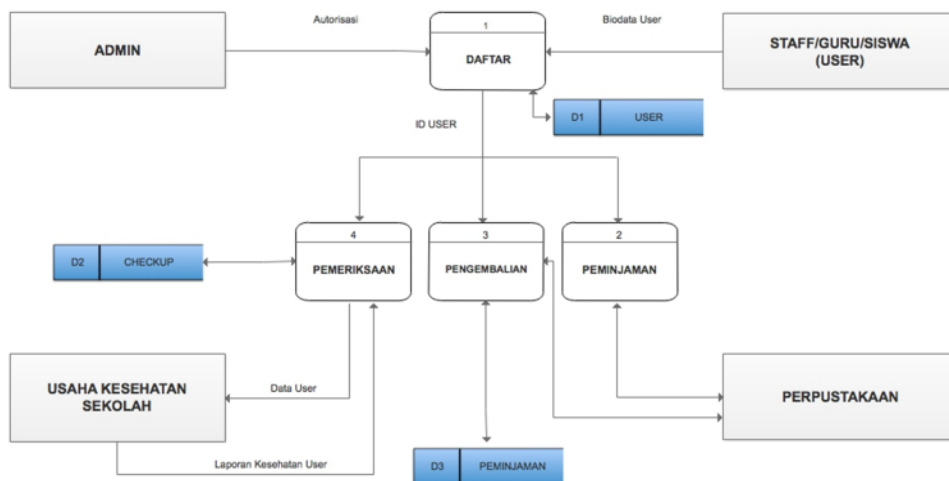 Autorisasi
Biodata User
ADMIN
1
DAFTAR
STAFF/GURU/SISWA
(USER)
ID USER
D1 USER
4
PEMERIKSAAN
3
PENGEMBALIAN
2
PEMINJAMAN
D2 CHECKUP
USAHA KESEHATAN
SEKOLAH
Data User
PERPUSTAKAAN
Laporan Kesehatan User
D3 PEMINJAMAN